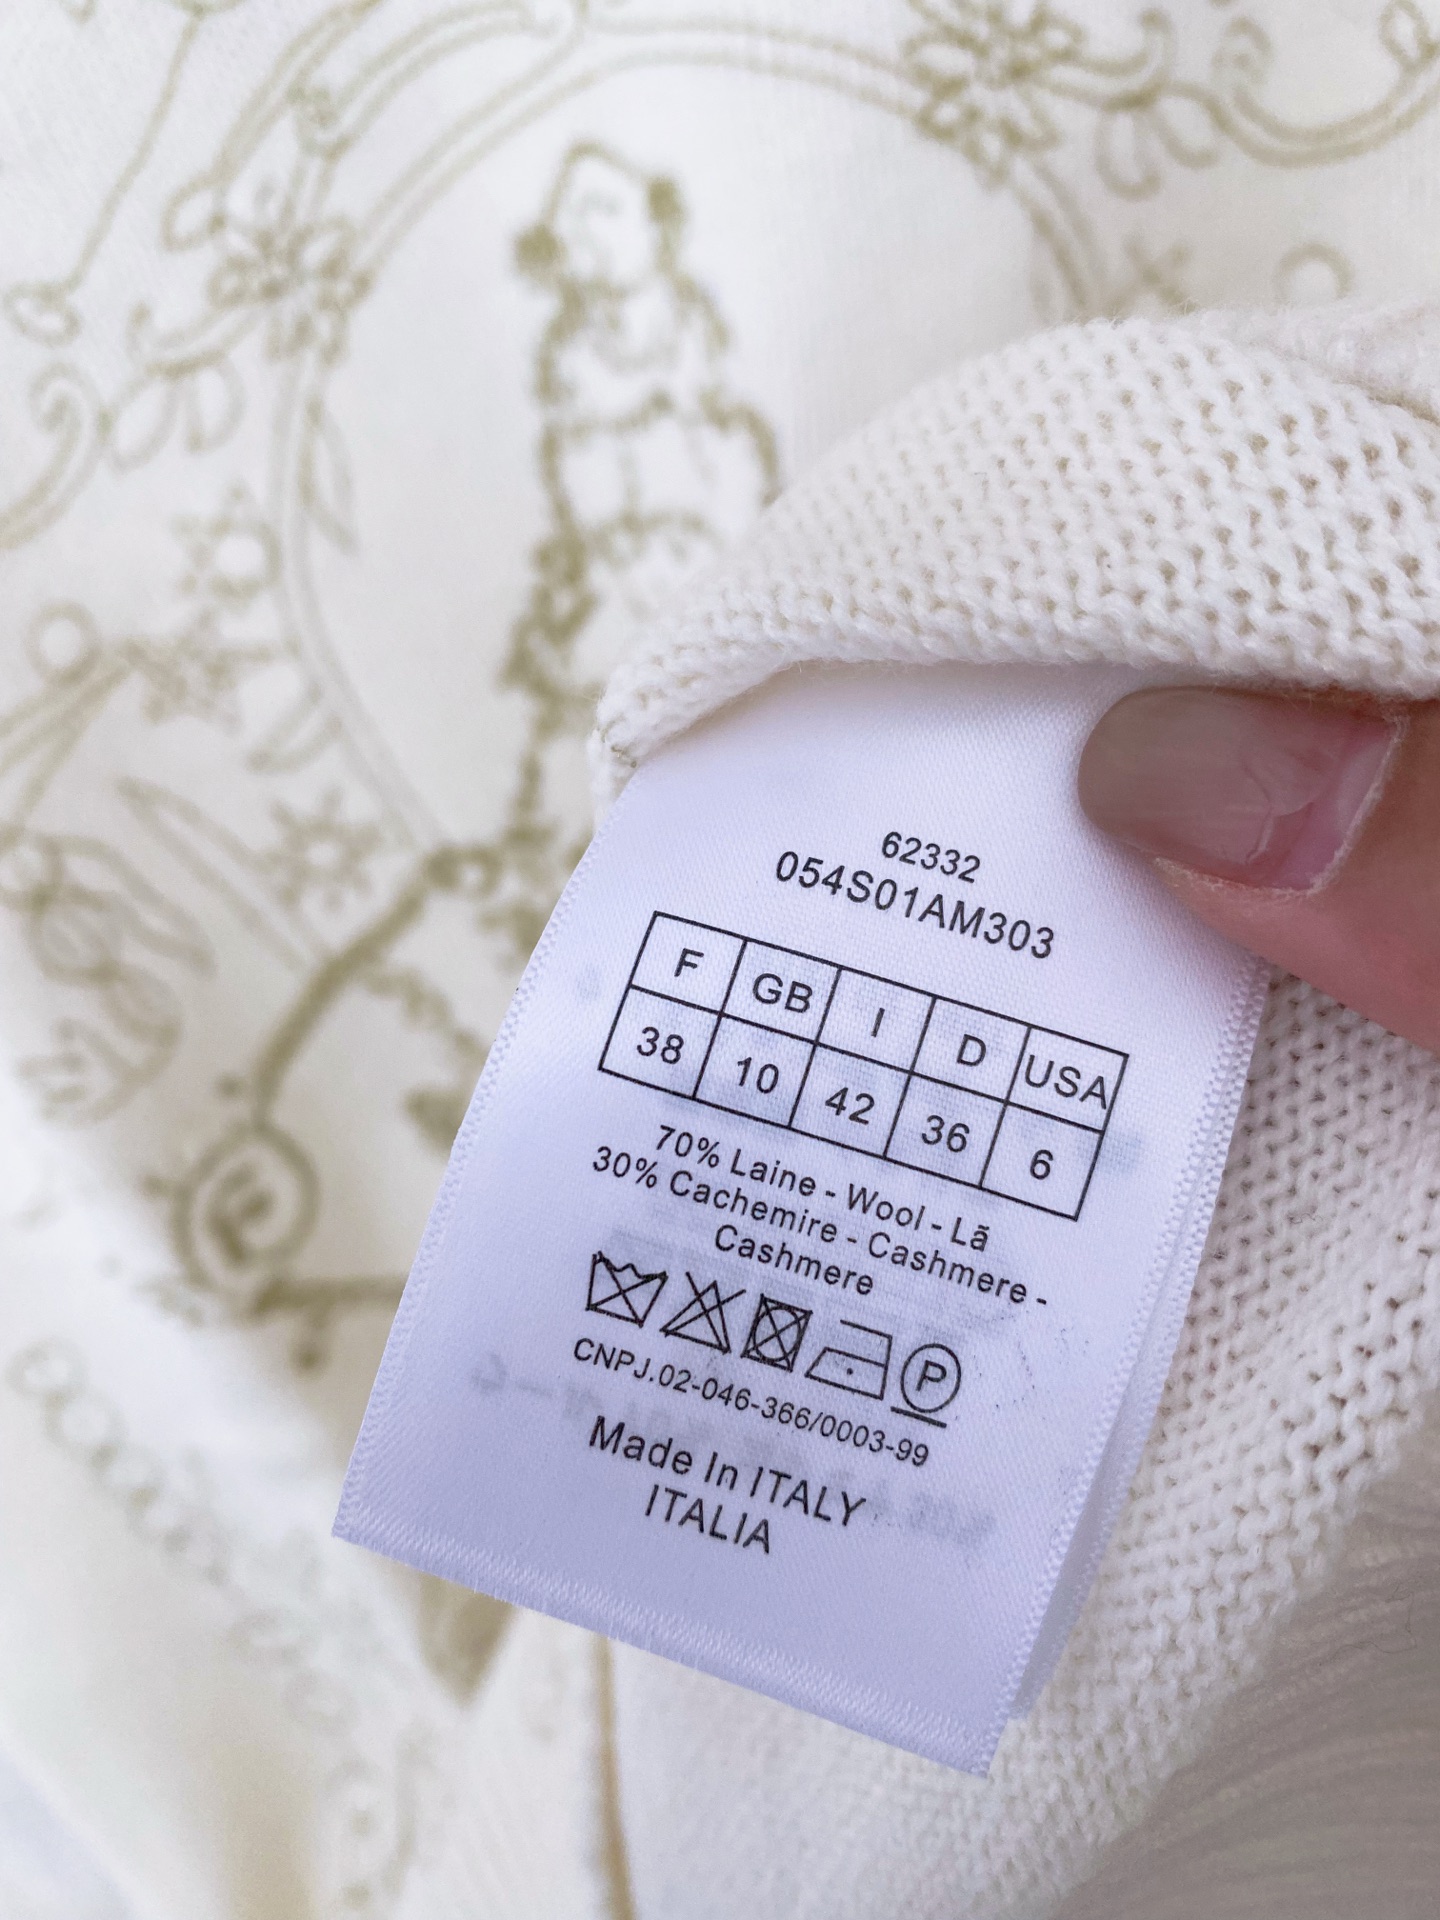 62332
054S01AM303
F GB I D USA
38 10 42 36 6
70% Laine - Wool - Lã
30% Cachemire - Cashmere -
Cashmere
P
CNPJ.02-046-366/0003-99
Made In ITALY
ITALIA